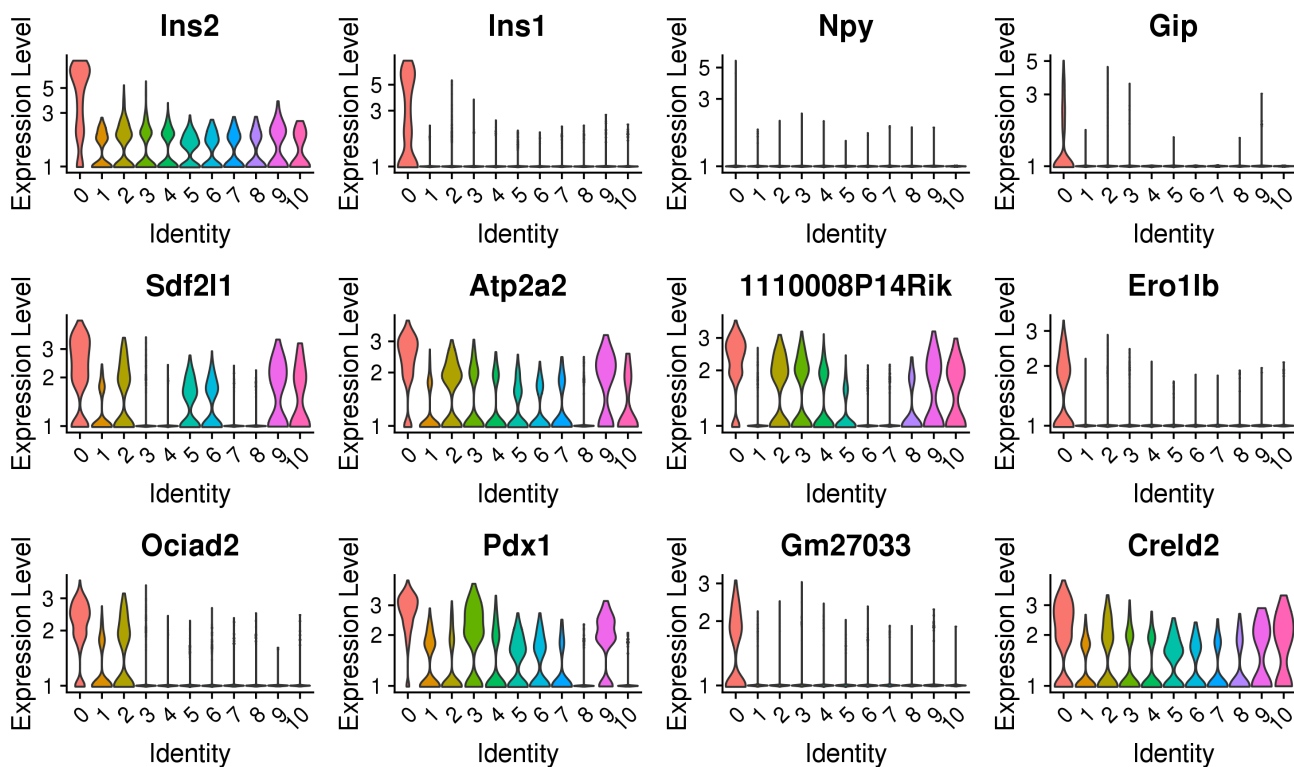 Ins2 Ins1 Npy Gip
Expression Level Expression Level Expression Level Expression Level
5 3 1 5 3 1 5 3 1 5 3 1
0 1 2 3 4 5 6 7 8 9 10 0 1 2 3 4 5 6 7 8 9 10 0 1 2 3 4 5 6 7 8 9 10 0 1 2 3 4 5 6 7 8 9 10
Identity Identity Identity Identity
Sdf2l1 Atp2a2 1110008P14Rik Ero1lb
Expression Level Expression Level Expression Level Expression Level
3 2 1 3 2 1 3 2 1 3 2 1
0 1 2 3 4 5 6 7 8 9 10 0 1 2 3 4 5 6 7 8 9 10 0 1 2 3 4 5 6 7 8 9 10 0 1 2 3 4 5 6 7 8 9 10
Identity Identity Identity Identity
Ociad2 Pdx1 Gm27033 Creld2
Expression Level Expression Level Expression Level Expression Level
3 2 1 3 2 1 3 2 1 3 2 1
0 1 2 3 4 5 6 7 8 9 10 0 1 2 3 4 5 6 7 8 9 10 0 1 2 3 4 5 6 7 8 9 10 0 1 2 3 4 5 6 7 8 9 10
Identity Identity Identity Identity